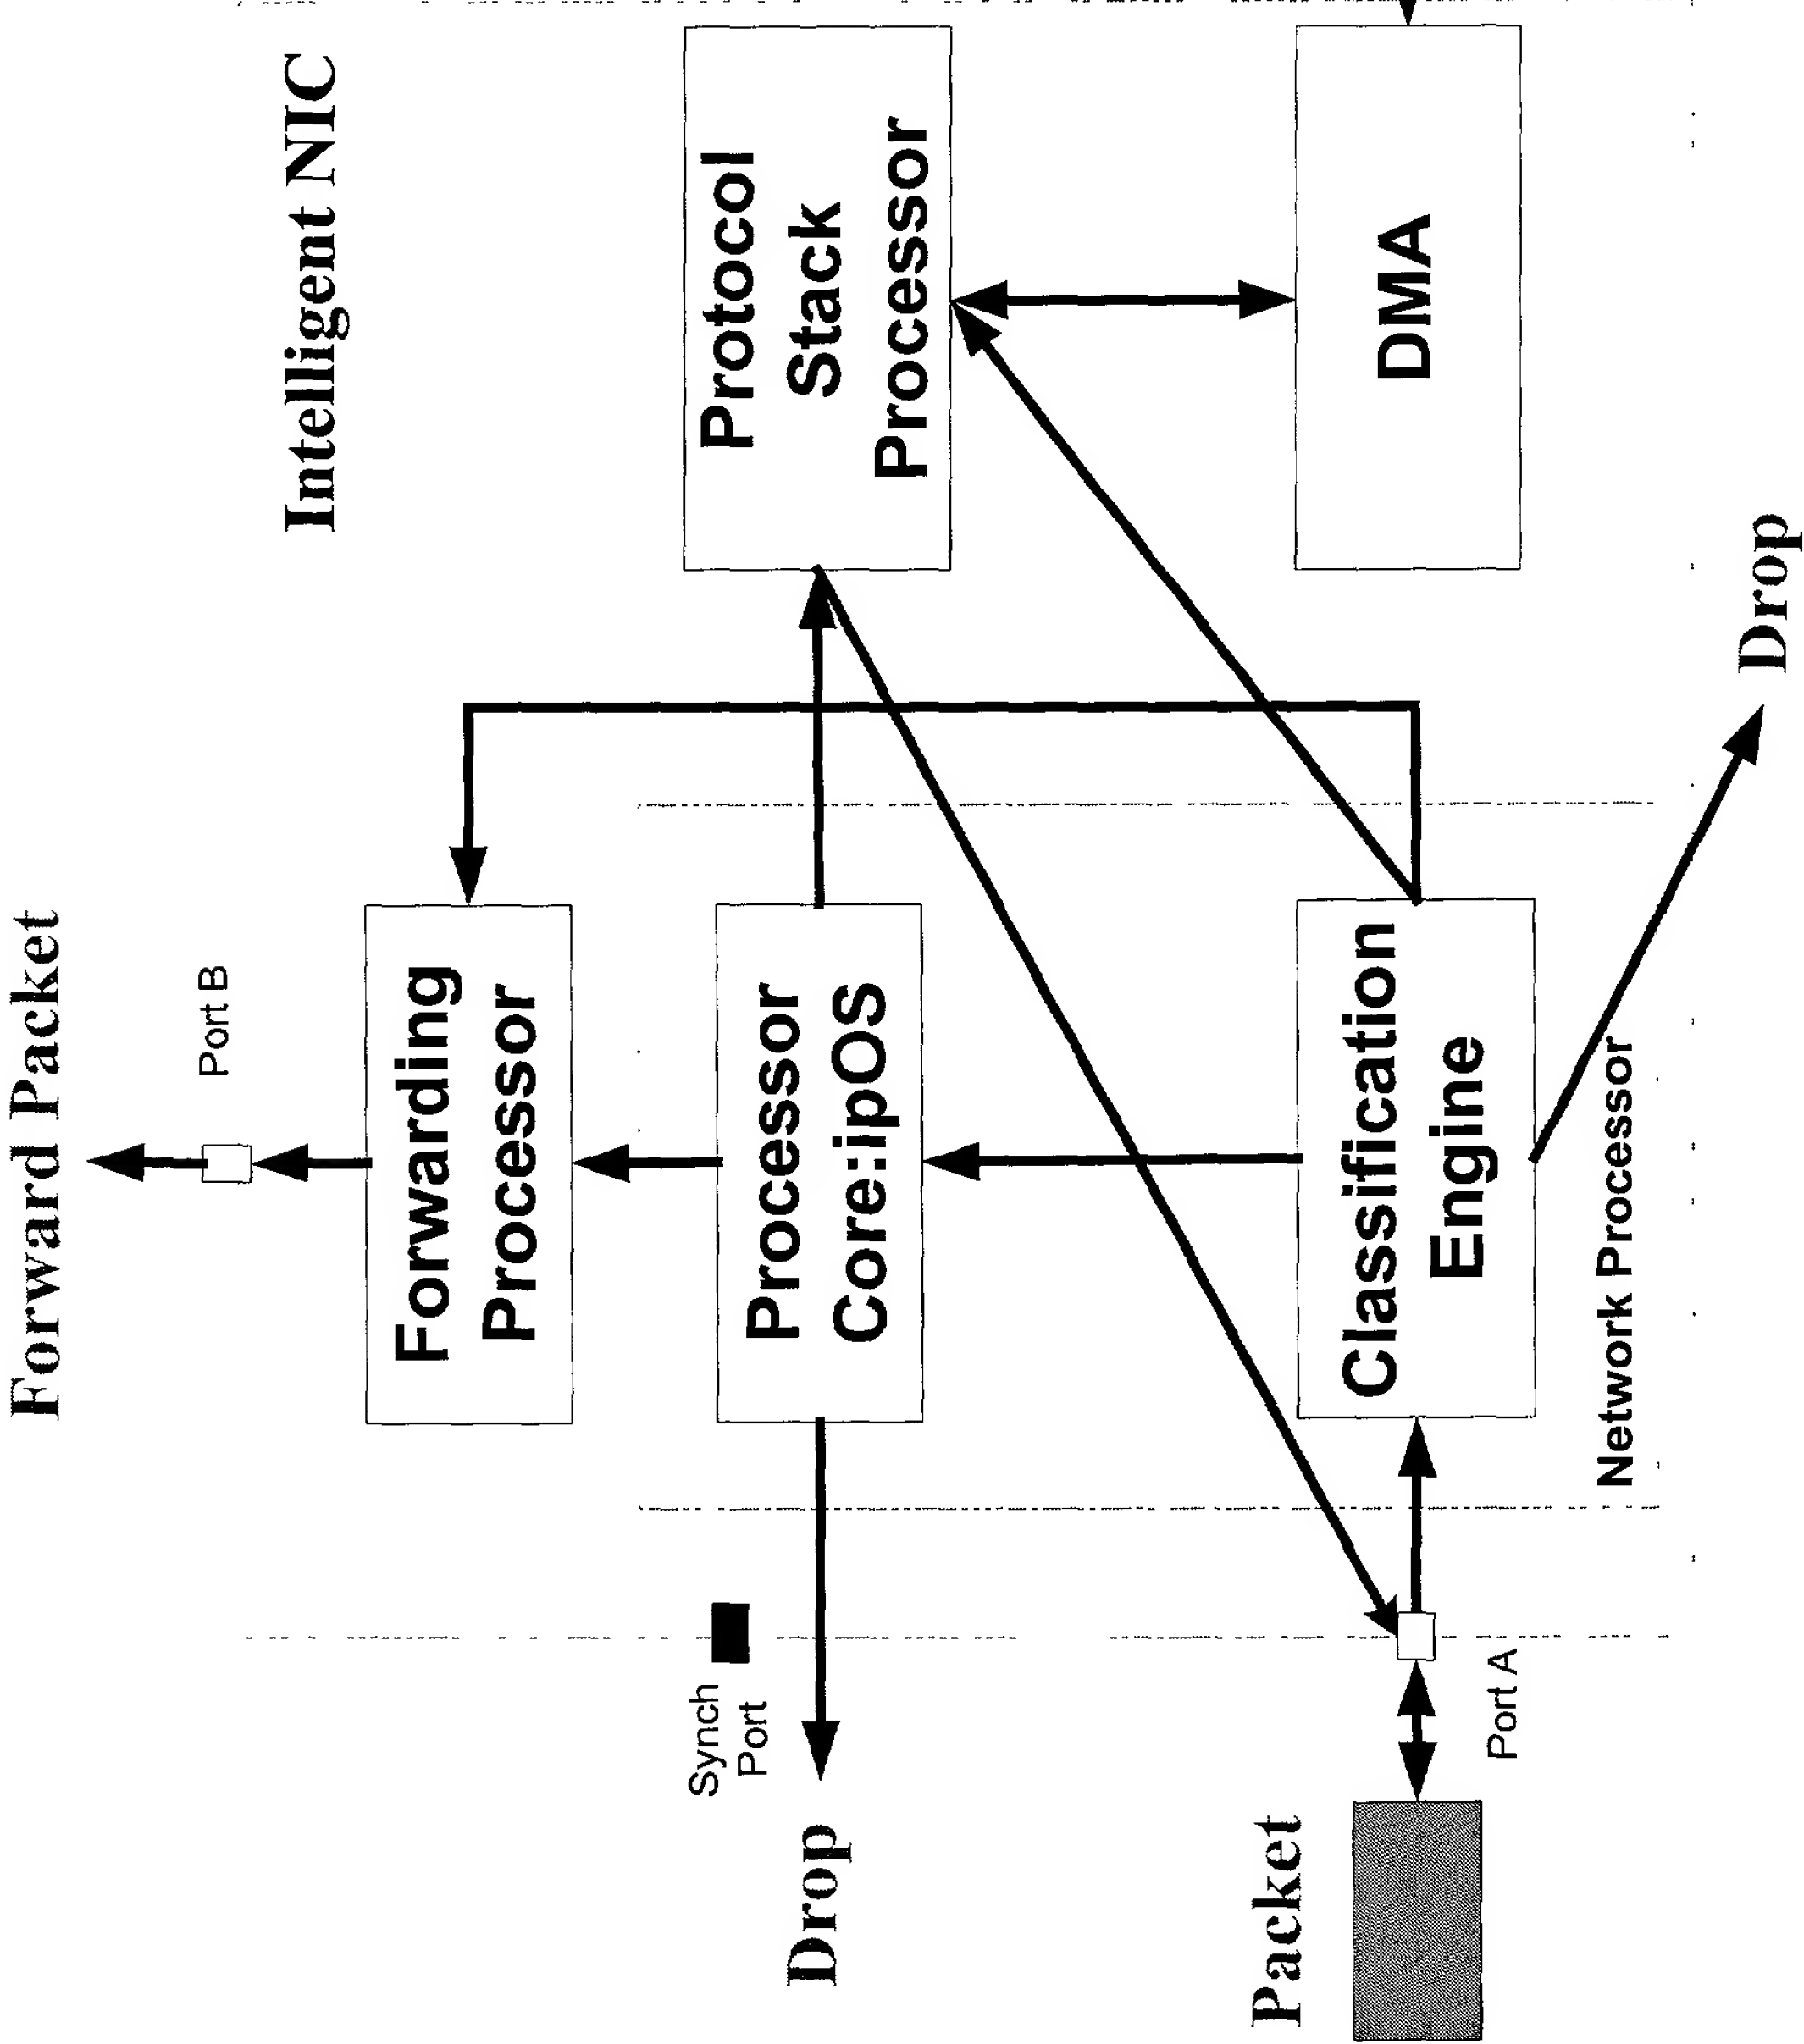 Forward Packet
Port B
Intelligent NIC
Forwarding
Processor
Synch
Port
Drop
Processor
Core:ipOS
Protocol
Stack
Processor
Packet
Port A
Classification
Engine
DMA
Network Processor
Drop